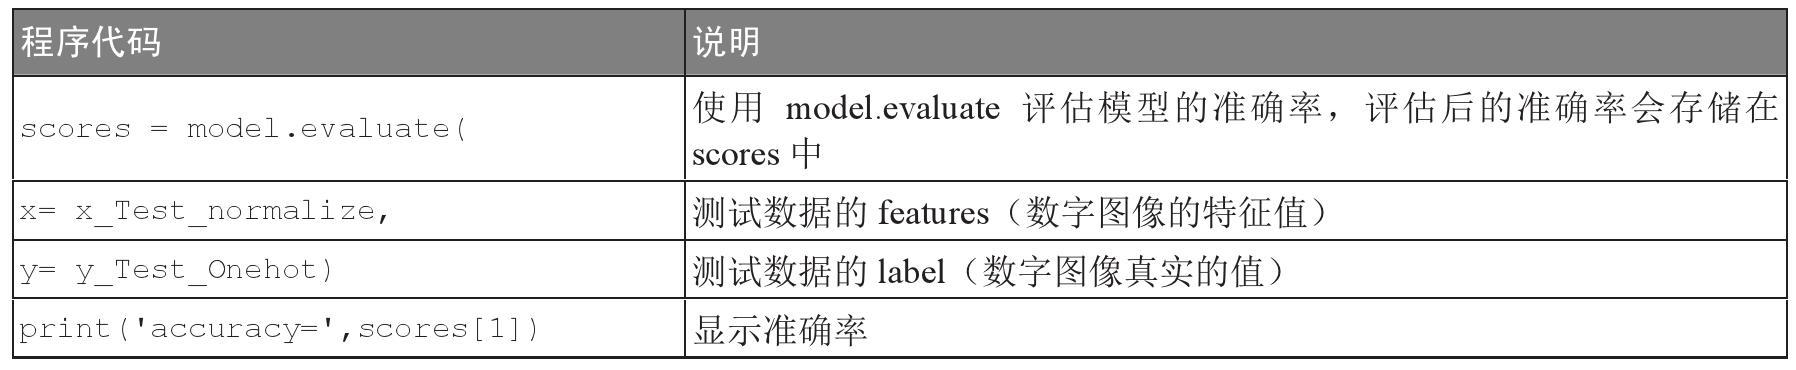 程序代码 说明
scores = model.evaluate( 使用 model.evaluate 评估模型的准确率，评估后的准确率会存储在
scores 中
x= x_Test_normalize, 测试数据的 features（数字图像的特征值）
y= y_Test_Onehot) 测试数据的 label（数字图像真实的值）
print('accuracy=',scores[1]) 显示准确率